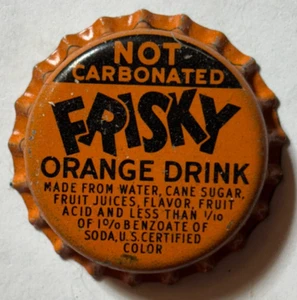 NOT
CARBONATED
FRISKY
ORANGE DRINK
MADE FROM WATER, CANE SUGAR,
FRUIT JUICES, FLAVOR, FRUIT
ACID AND LESS THAN 1/10
OF 1% BENZOATE OF
SODA, U.S. CERTIFIED
COLOR